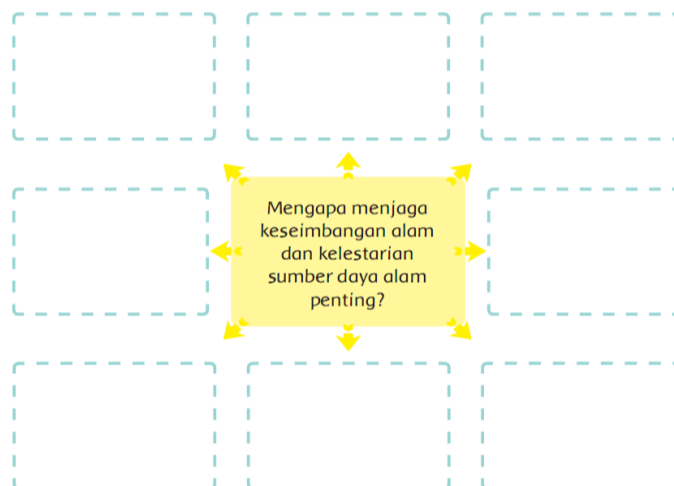 Mengapa menjaga
keseimbangan alam
dan kelestarian
sumber daya alam
penting?